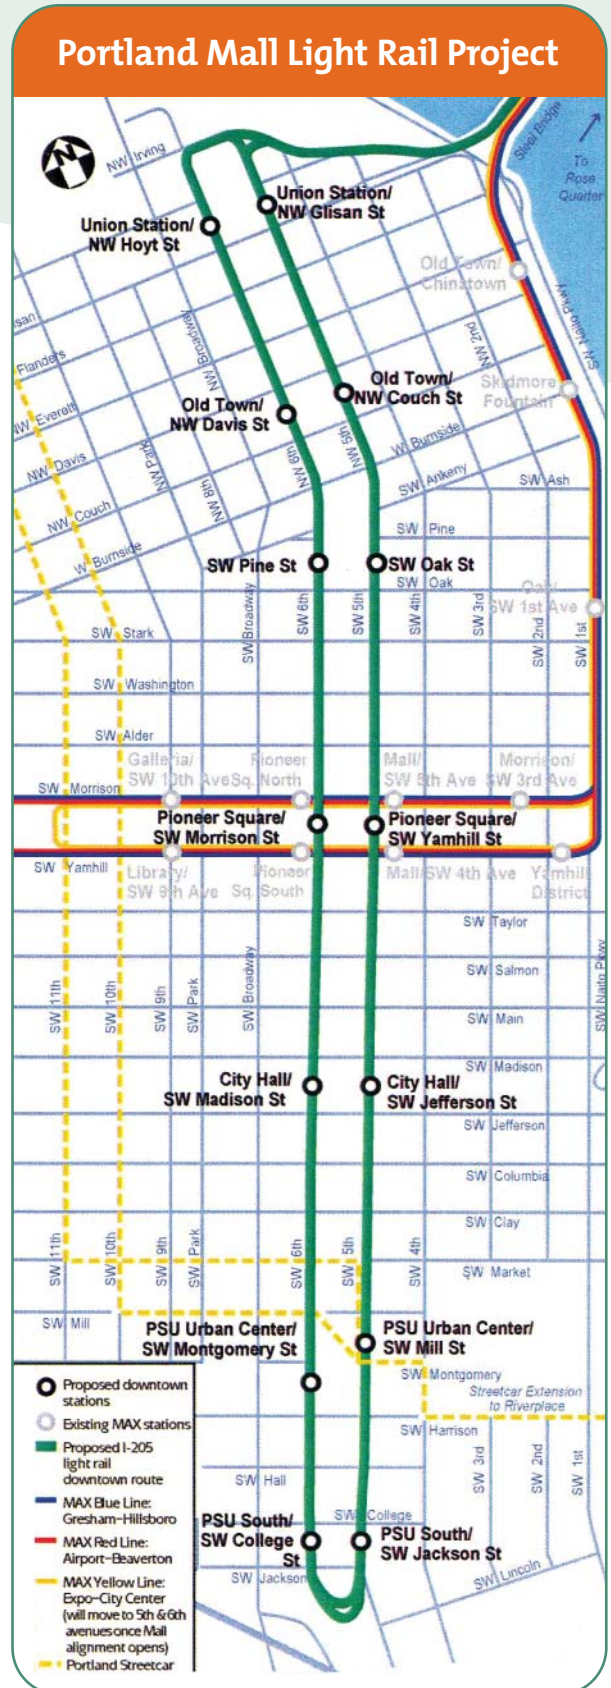 Portland Mall Light Rail Project
N
NW Irving
Steel Bridge
To
Rose
Quarter
Union Station/
NW Glisan St
Union Station/
NW Hoyt St
Old Town/
Chinatown
SW Naito Pkwy
Flanders
NW Broadway
NW 2nd
Skidmore
Fountain
Old Town/
NW Couch St
Old Town/
NW Davis St
NW Everett
NW Davis
NW Park
NW 8th
NW 6th
NW 5th
W Burnside
SW Ankeny
SW Ash
NW Couch
W Burnside
SW Pine
SW Pine St
SW Oak St
SW Oak
Oak/
SW 1st Ave
SW Broadway
SW 6th
SW 5th
SW 4th
SW 3rd
SW 2nd
SW 1st
SW Stark
SW Washington
SW Alder
Galleria/
SW 10th Ave
Pioneer
Sq. North
Mall/
SW 5th Ave
Morrison/
SW 3rd Ave
SW Morrison
Pioneer Square/
SW Morrison St
Pioneer Square/
SW Yamhill St
SW Yamhill
Library/
SW 9th Ave
Pioneer
Sq. South
Mall/SW 4th Ave
Yamhill
District
SW Taylor
SW Salmon
SW Main
SW Madison
SW 11th
SW 10th
SW 9th
SW Park
SW Broadway
SW Naito Pkwy
City Hall/
SW Madison St
City Hall/
SW Jefferson St
SW Jefferson
SW Columbia
SW Clay
SW Market
SW 11th
SW 10th
SW 9th
SW Park
SW 6th
SW 5th
SW 4th
SW Mill
PSU Urban Center/
SW Montgomery St
PSU Urban Center/
SW Mill St
SW Montgomery
Streetcar Extension
to Riverplace
SW Harrison
SW Hall
SW 3rd
SW 2nd
SW 1st
SW College
PSU South/
SW College
St
PSU South/
SW Jackson St
SW Jackson
SW Lincoln
Proposed downtown
stations
Existing MAX stations
Proposed I-205
light rail
downtown route
MAX Blue Line:
Gresham-Hillsboro
MAX Red Line:
Airport-Beaverton
MAX Yellow Line:
Expo-City Center
(will move to 5th & 6th
avenues once Mall
alignment opens)
Portland Streetcar